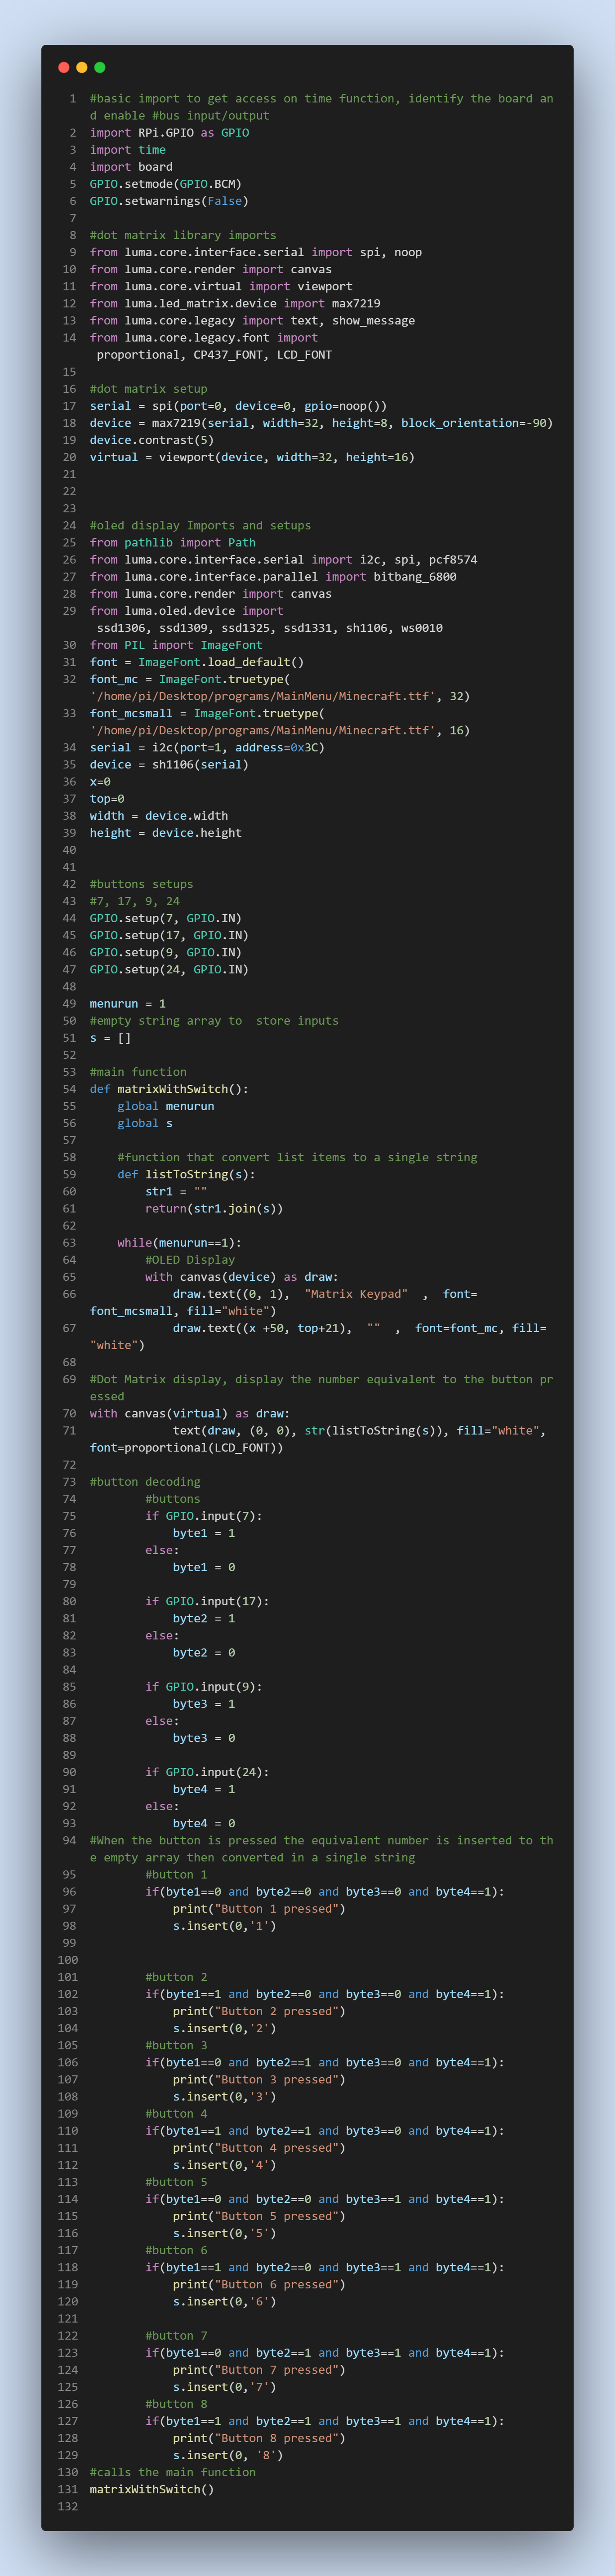 1 #basic import to get access on time function, identify the board an
d enable #bus input/output
2 import RPi.GPIO as GPIO
3 import time
4 import board
5 GPIO.setmode(GPIO.BCM)
6 GPIO.setwarnings(False)
7
8 #dot matrix library imports
9 from luma.core.interface.serial import spi, noop
10 from luma.core.render import canvas
11 from luma.core.virtual import viewport
12 from luma.led_matrix.device import max7219
13 from luma.core.legacy import text, show_message
14 from luma.core.legacy.font import
 proportional, CP437_FONT, LCD_FONT
15
16 #dot matrix setup
17 serial = spi(port=0, device=0, gpio=noop())
18 device = max7219(serial, width=32, height=8, block_orientation=-90)
19 device.contrast(5)
20 virtual = viewport(device, width=32, height=16)
21
22
23
24 #oled display Imports and setups
25 from pathlib import Path
26 from luma.core.interface.serial import i2c, spi, pcf8574
27 from luma.core.interface.parallel import bitbang_6800
28 from luma.core.render import canvas
29 from luma.oled.device import
 ssd1306, ssd1309, ssd1325, ssd1331, sh1106, ws0010
30 from PIL import ImageFont
31 font = ImageFont.load_default()
32 font_mc = ImageFont.truetype(
'/home/pi/Desktop/programs/MainMenu/Minecraft.ttf', 32)
33 font_mcsmall = ImageFont.truetype(
'/home/pi/Desktop/programs/MainMenu/Minecraft.ttf', 16)
34 serial = i2c(port=1, address=0x3C)
35 device = sh1106(serial)
36 x=0
37 top=0
38 width = device.width
39 height = device.height
40
41
42 #buttons setups
43 #7, 17, 9, 24
44 GPIO.setup(7, GPIO.IN)
45 GPIO.setup(17, GPIO.IN)
46 GPIO.setup(9, GPIO.IN)
47 GPIO.setup(24, GPIO.IN)
48
49 menurun = 1
50 #empty string array to  store inputs
51 s = []
52
53 #main function
54 def matrixWithSwitch():
55     global menurun
56     global s
57
58     #function that convert list items to a single string
59     def listToString(s):
60         str1 = ""
61         return(str1.join(s))
62
63     while(menurun==1):
64         #OLED Display
65         with canvas(device) as draw:
66             draw.text((0, 1),  "Matrix Keypad"  ,  font=
font_mcsmall, fill="white")
67             draw.text((x +50, top+21),  ""  ,  font=font_mc, fill=
"white")
68
69 #Dot Matrix display, display the number equivalent to the button pr
essed
70 with canvas(virtual) as draw:
71             text(draw, (0, 0), str(listToString(s)), fill="white",
font=proportional(LCD_FONT))
72
73 #button decoding
74         #buttons
75         if GPIO.input(7):
76             byte1 = 1
77         else:
78             byte1 = 0
79
80         if GPIO.input(17):
81             byte2 = 1
82         else:
83             byte2 = 0
84
85         if GPIO.input(9):
86             byte3 = 1
87         else:
88             byte3 = 0
89
90         if GPIO.input(24):
91             byte4 = 1
92         else:
93             byte4 = 0
94 #When the button is pressed the equivalent number is inserted to th
e empty array then converted in a single string
95         #button 1
96         if(byte1==0 and byte2==0 and byte3==0 and byte4==1):
97             print("Button 1 pressed")
98             s.insert(0,'1')
99
100
101         #button 2
102         if(byte1==1 and byte2==0 and byte3==0 and byte4==1):
103             print("Button 2 pressed")
104             s.insert(0,'2')
105         #button 3
106         if(byte1==0 and byte2==1 and byte3==0 and byte4==1):
107             print("Button 3 pressed")
108             s.insert(0,'3')
109         #button 4
110         if(byte1==1 and byte2==1 and byte3==0 and byte4==1):
111             print("Button 4 pressed")
112             s.insert(0,'4')
113         #button 5
114         if(byte1==0 and byte2==0 and byte3==1 and byte4==1):
115             print("Button 5 pressed")
116             s.insert(0,'5')
117         #button 6
118         if(byte1==1 and byte2==0 and byte3==1 and byte4==1):
119             print("Button 6 pressed")
120             s.insert(0,'6')
121
122         #button 7
123         if(byte1==0 and byte2==1 and byte3==1 and byte4==1):
124             print("Button 7 pressed")
125             s.insert(0,'7')
126         #button 8
127         if(byte1==1 and byte2==1 and byte3==1 and byte4==1):
128             print("Button 8 pressed")
129             s.insert(0, '8')
130 #calls the main function
131 matrixWithSwitch()
132